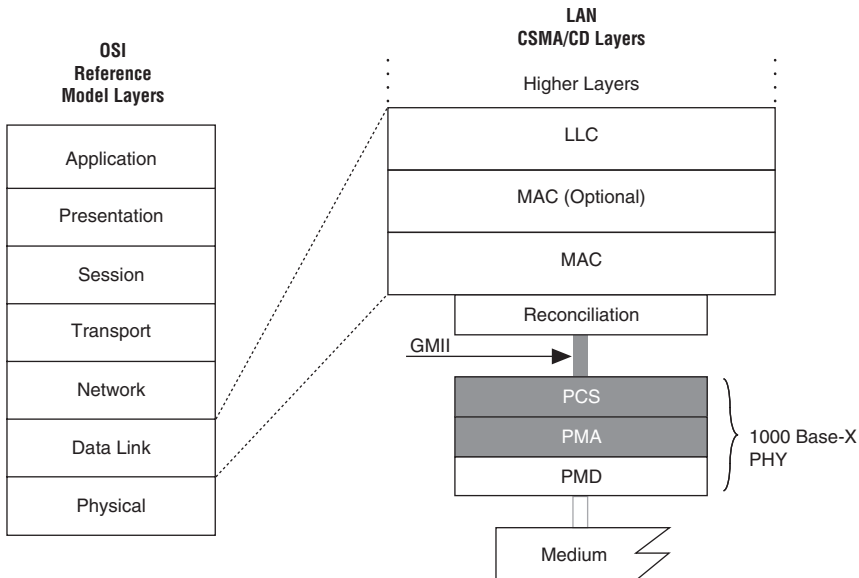 OSI
Reference
Model Layers
Application
Presentation
Session
Transport
Network
Data Link
Physical
LAN
CSMA/CD Layers
Higher Layers
LLC
MAC (Optional)
MAC
Reconciliation
GMII
PCS
PMA
PMD
1000 Base-X
PHY
Medium